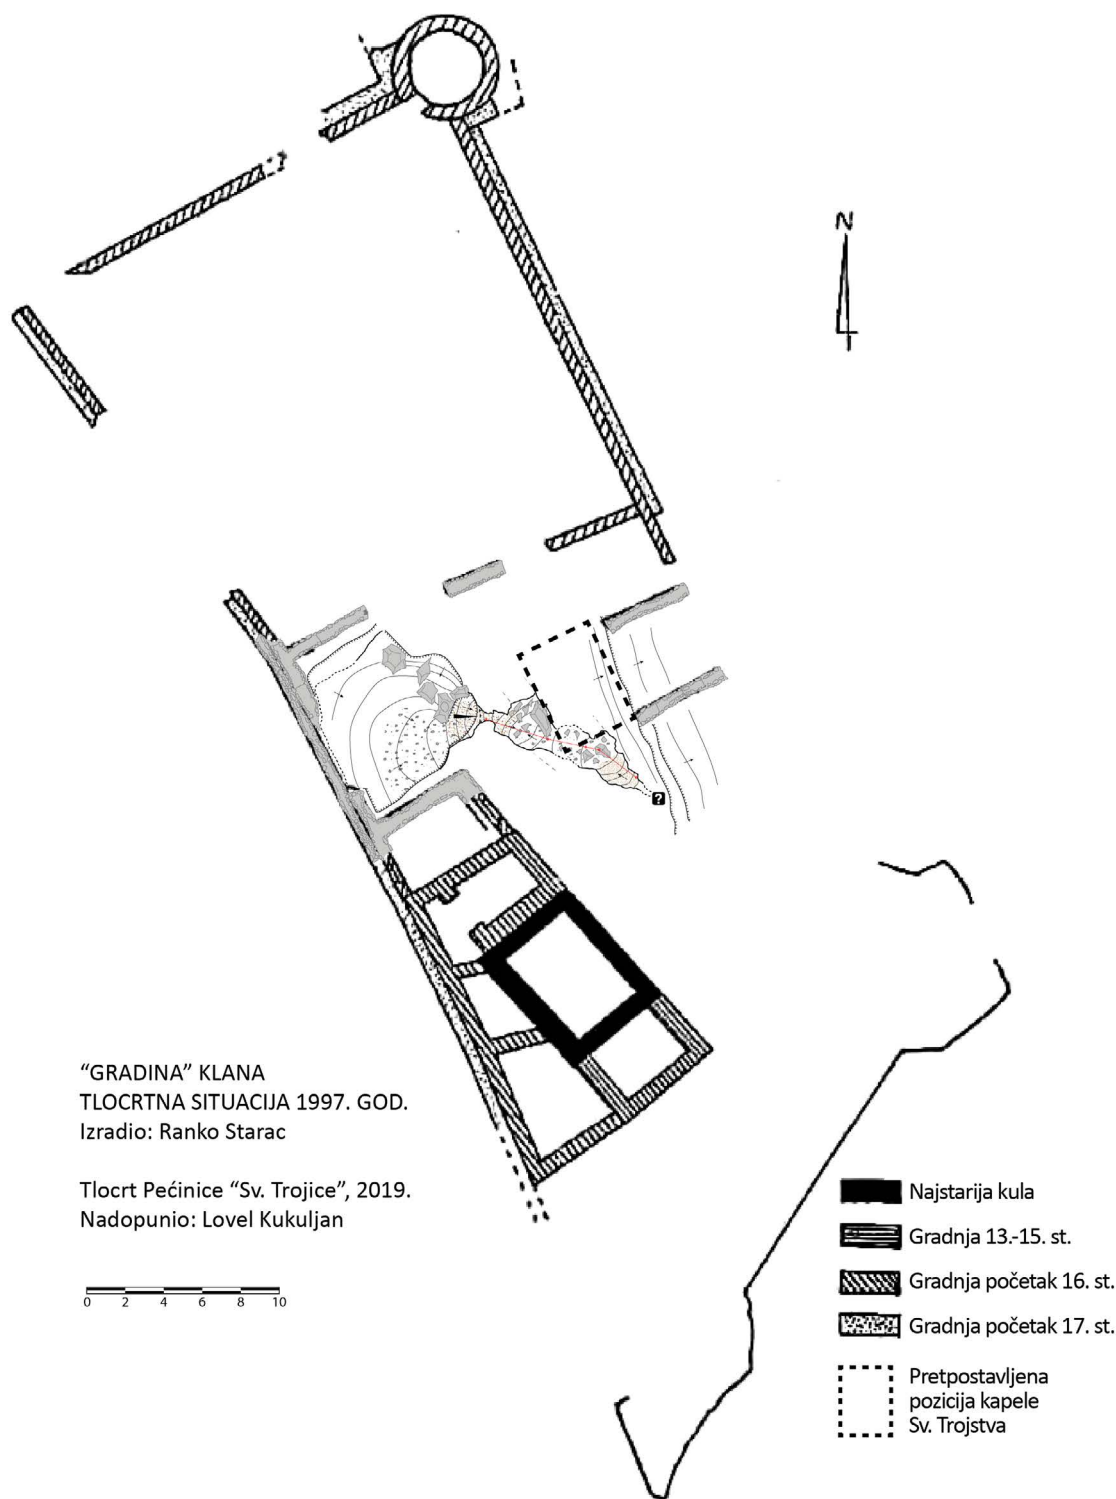 N
?
"GRADINA" KLANA
TLOCRTNA SITUACIJA 1997. GOD.
Izradio: Ranko Starac
Tlocrt Pećinice "Sv. Trojice", 2019.
Nadopunio: Lovel Kukuljan
0 2 4 6 8 10
Najstarija kula
Gradnja 13.-15. st.
Gradnja početak 16. st.
Gradnja početak 17. st.
Pretpostavljena
pozicija kapele
Sv. Trojstva